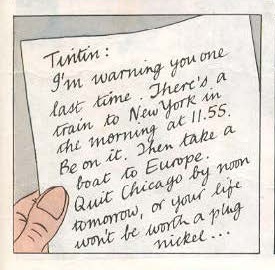 Tintin:
I'm warning you one
last time. There's a
train to New York in
the morning at 11.55.
Be on it. Then take a
boat to Europe.
Quit Chicago by noon
tomorrow, or your life
won't be worth a plug
nickel...